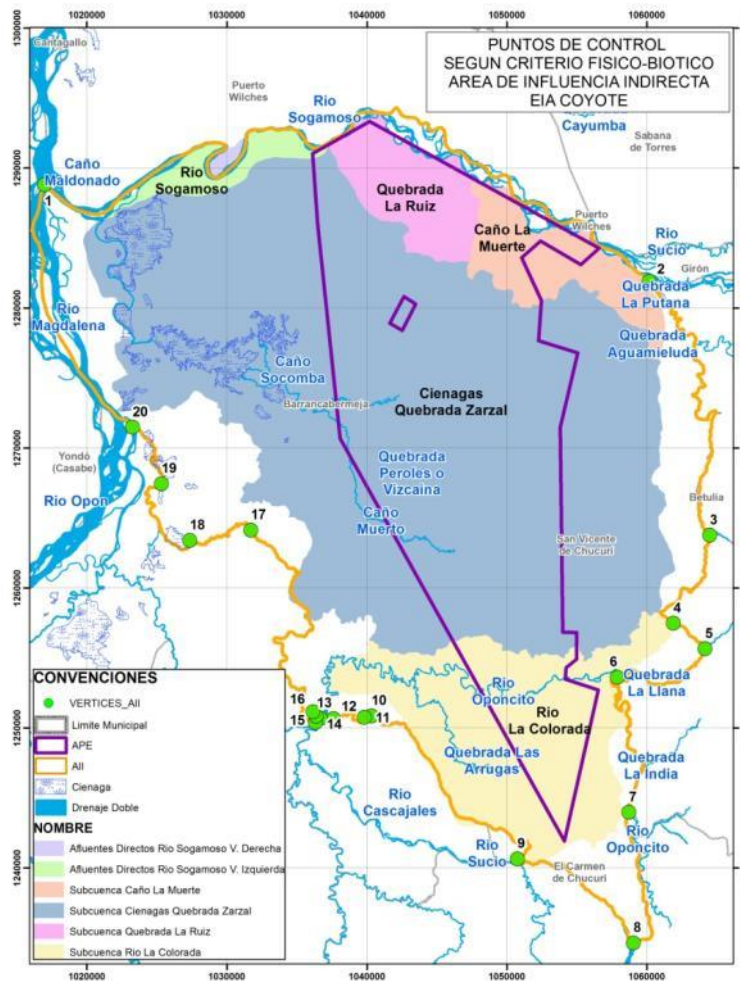 PUNTOS DE CONTROL
SEGUN CRITERIO FISICO-BIOTICO
AREA DE INFLUENCIA INDIRECTA
EIA COYOTE
1020000
1030000
1040000
1050000
1060000
1300000
1290000
1280000
1270000
1260000
1250000
1240000
Cantagallo
Puerto
Wilches
Rio
Sogamoso
Cayumba
Sabana
de Torres
Caño
Maldonado
1
Rio
Sogamoso
Quebrada
La Ruiz
Caño La
Muerte
Puerto
Wilches
Rio
Sucio
2
Girón
Quebrada
La Putana
Quebrada
Aguamieluda
Rio
Magdalena
Caño
Socomba
Barrancabermeja
Cienagas
Quebrada Zarzal
20
Yondó
(Casabe)
19
Rio Opon
18
17
Quebrada
Peroles o
Vizcaina
Caño
Muerto
San Vicente
de Chucuri
Betulia
3
4
5
6
Quebrada
La Llana
Rio
Oponcito
Rio
La Colorada
16
13
12
10
15
14
11
Quebrada Las
Arrugas
Quebrada
La India
Rio
Cascajales
7
Rio
Oponcito
Rio
Sucio
9
El Carmen
de Chucuri
8
CONVENCIONES
VERTICES_AII
Limite Municipal
APE
AII
Cienaga
Drenaje Doble
NOMBRE
Afluentes Directos Rio Sogamoso V. Derecha
Afluentes Directos Rio Sogamoso V. Izquierda
Subcuenca Caño La Muerte
Subcuenca Cienagas Quebrada Zarzal
Subcuenca Quebrada La Ruiz
Subcuenca Rio La Colorada
1020000
1030000
1040000
1050000
1060000